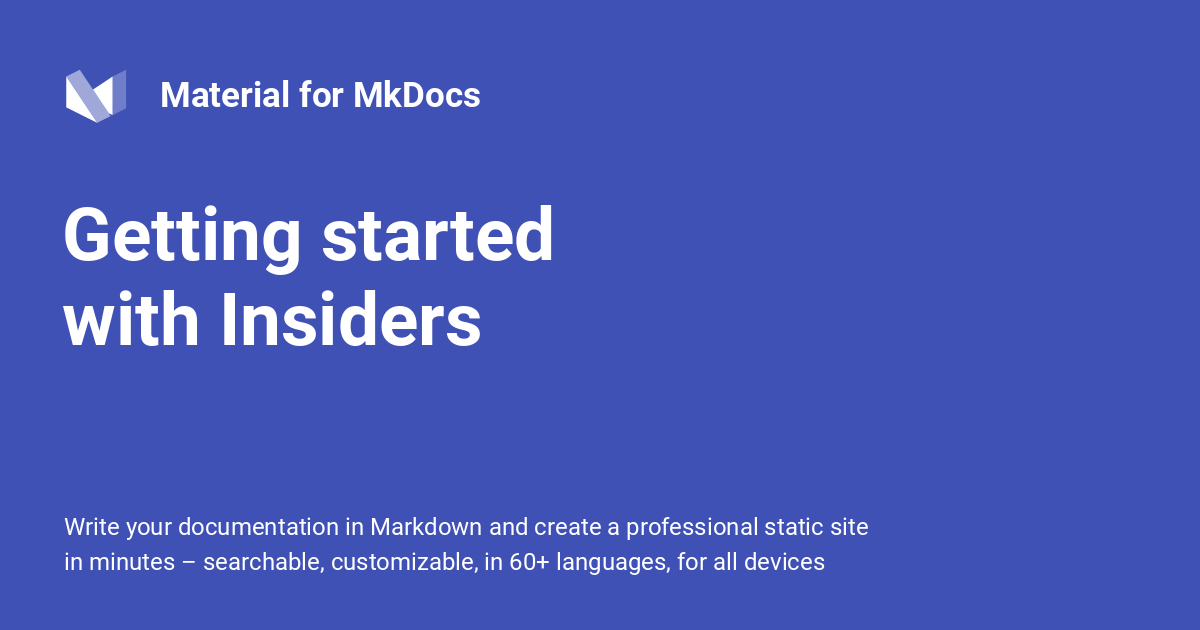 Material for MkDocs
Getting started
with Insiders
Write your documentation in Markdown and create a professional static site
in minutes – searchable, customizable, in 60+ languages, for all devices